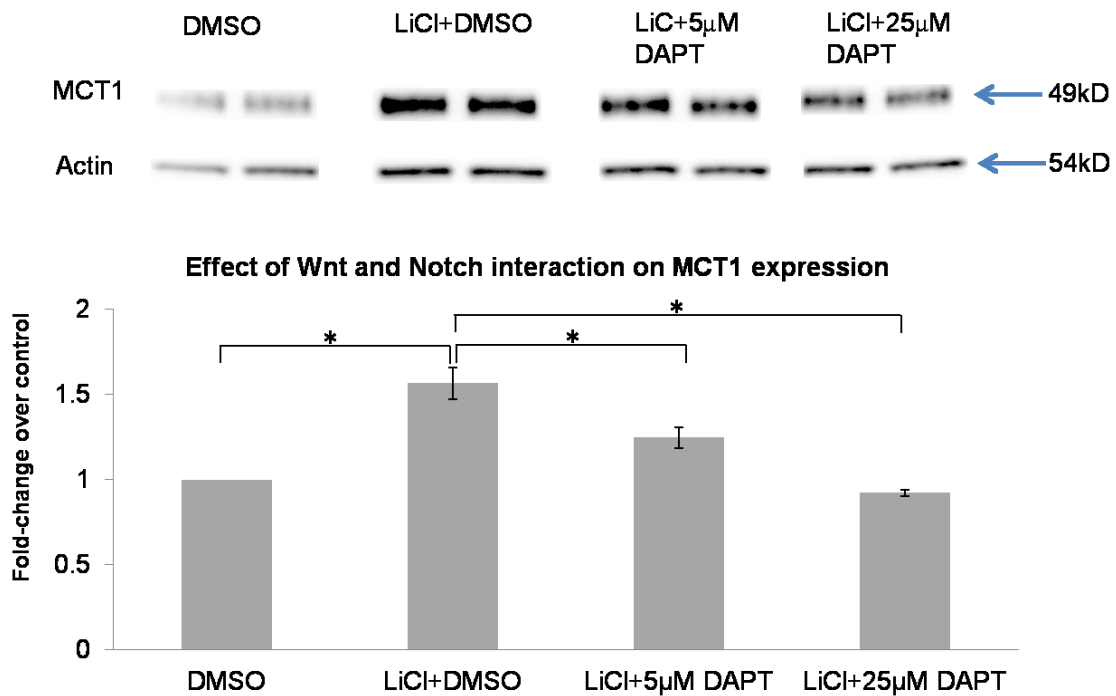 DMSO LiCl+DMSO LiC+5µM DAPT LiCl+25µM DAPT
MCT1 49kD
Actin 54kD
Effect of Wnt and Notch interaction on MCT1 expression
Fold-change over control
2
1.5
1
0.5
0
*
*
*
DMSO LiCl+DMSO LiCl+5µM DAPT LiCl+25µM DAPT